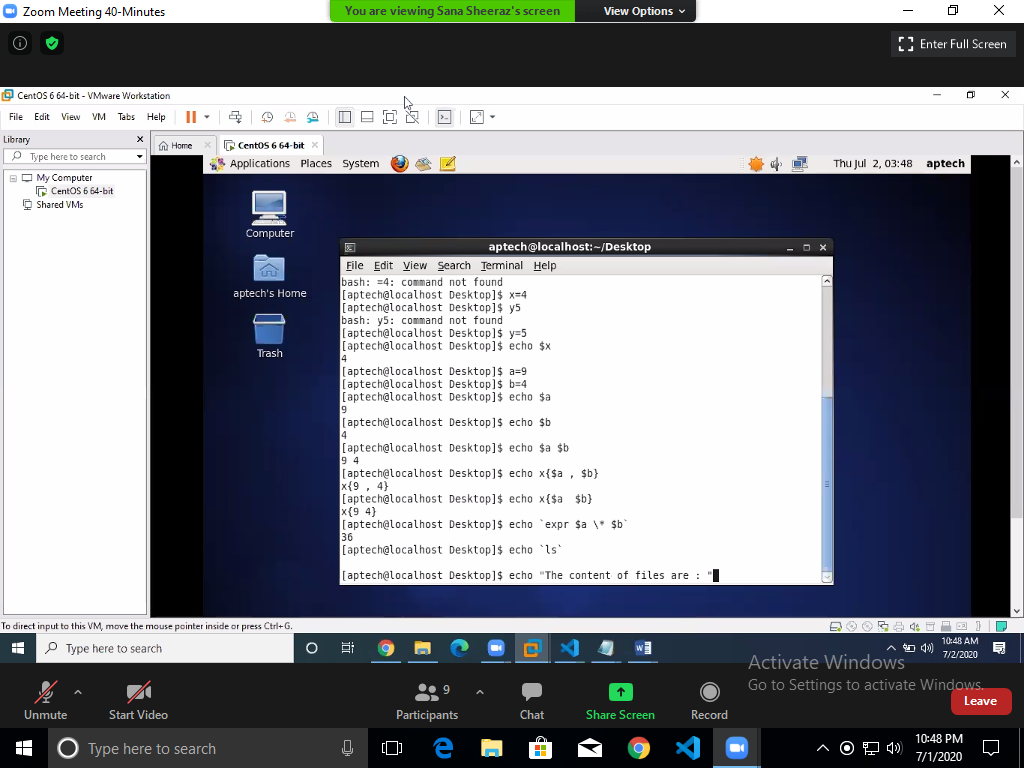 Zoom Meeting 40-Minutes
You are viewing Sana Sheeraz's screen
View Options
Enter Full Screen
CentOS 6 64-bit - VMware Workstation
File Edit View VM Tabs Help
Library
Type here to search
My Computer
CentOS 6 64-bit
Shared VMs
Home
CentOS 6 64-bit
Applications Places System
Thu Jul 2, 03:48 aptech
Computer
aptech's Home
Trash
aptech@localhost:~/Desktop
File Edit View Search Terminal Help
bash: =4: command not found
[aptech@localhost Desktop]$ x=4
[aptech@localhost Desktop]$ y5
bash: y5: command not found
[aptech@localhost Desktop]$ y=5
[aptech@localhost Desktop]$ echo $x
4
[aptech@localhost Desktop]$ a=9
[aptech@localhost Desktop]$ b=4
[aptech@localhost Desktop]$ echo $a
9
[aptech@localhost Desktop]$ echo $b
4
[aptech@localhost Desktop]$ echo $a $b
9 4
[aptech@localhost Desktop]$ echo x{$a , $b}
x{9 , 4}
[aptech@localhost Desktop]$ echo x{$a  $b}
x{9 4}
[aptech@localhost Desktop]$ echo `expr $a \* $b`
36
[aptech@localhost Desktop]$ echo `ls`
[aptech@localhost Desktop]$ echo "The content of files are : "
To direct input to this VM, move the mouse pointer inside or press Ctrl+G.
Type here to search
10:48 AM
7/2/2020
Activate Windows
Go to Settings to activate Windows.
Unmute
Start Video
Participants
9
Chat
Share Screen
Record
Leave
Type here to search
10:48 PM
7/1/2020